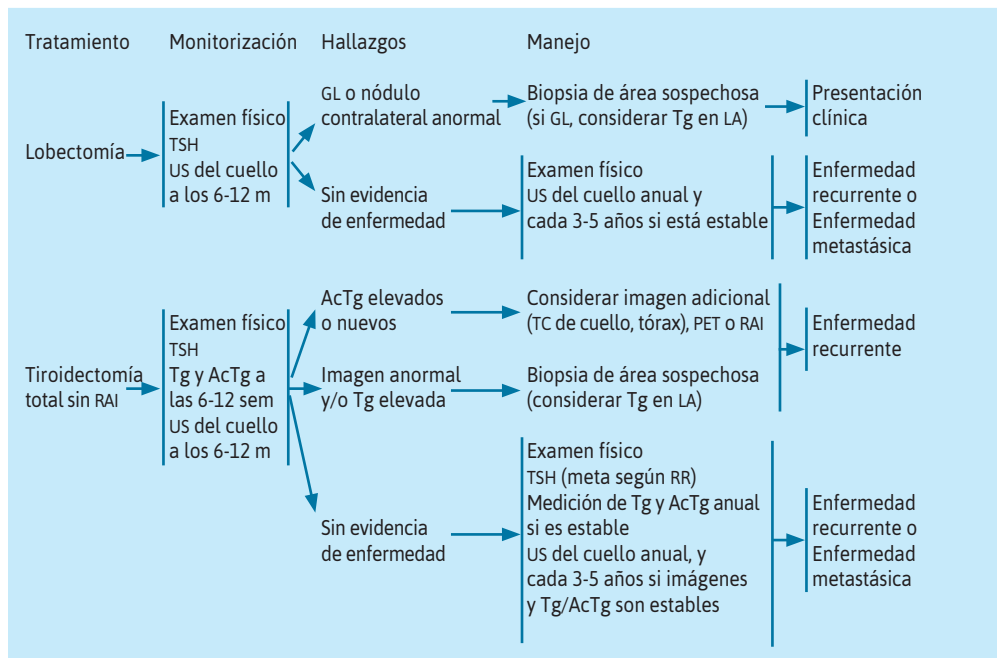 Tratamiento Monitorización Hallazgos Manejo
Lobectomía
Examen físico
TSH
US del cuello
a los 6-12 m
GL o nódulo
contralateral anormal
Biopsia de área sospechosa
(si GL, considerar Tg en LA)
Presentación
clínica
Sin evidencia
de enfermedad
Examen físico
US del cuello anual y
cada 3-5 años si está estable
Enfermedad
recurrente o
Enfermedad
metastásica
Tiroidectomía
total sin RAI
Examen físico
TSH
Tg y AcTg a
las 6-12 sem
US del cuello
a los 6-12 m
AcTg elevados
o nuevos
Considerar imagen adicional
(TC de cuello, tórax), PET o RAI
Imagen anormal
y/o Tg elevada
Biopsia de área sospechosa
(considerar Tg en LA)
Enfermedad
recurrente
Sin evidencia
de enfermedad
Examen físico
TSH (meta según RR)
Medición de Tg y AcTg anual
si es estable
US del cuello anual, y
cada 3-5 años si imágenes
y Tg/AcTg son estables
Enfermedad
recurrente o
Enfermedad
metastásica